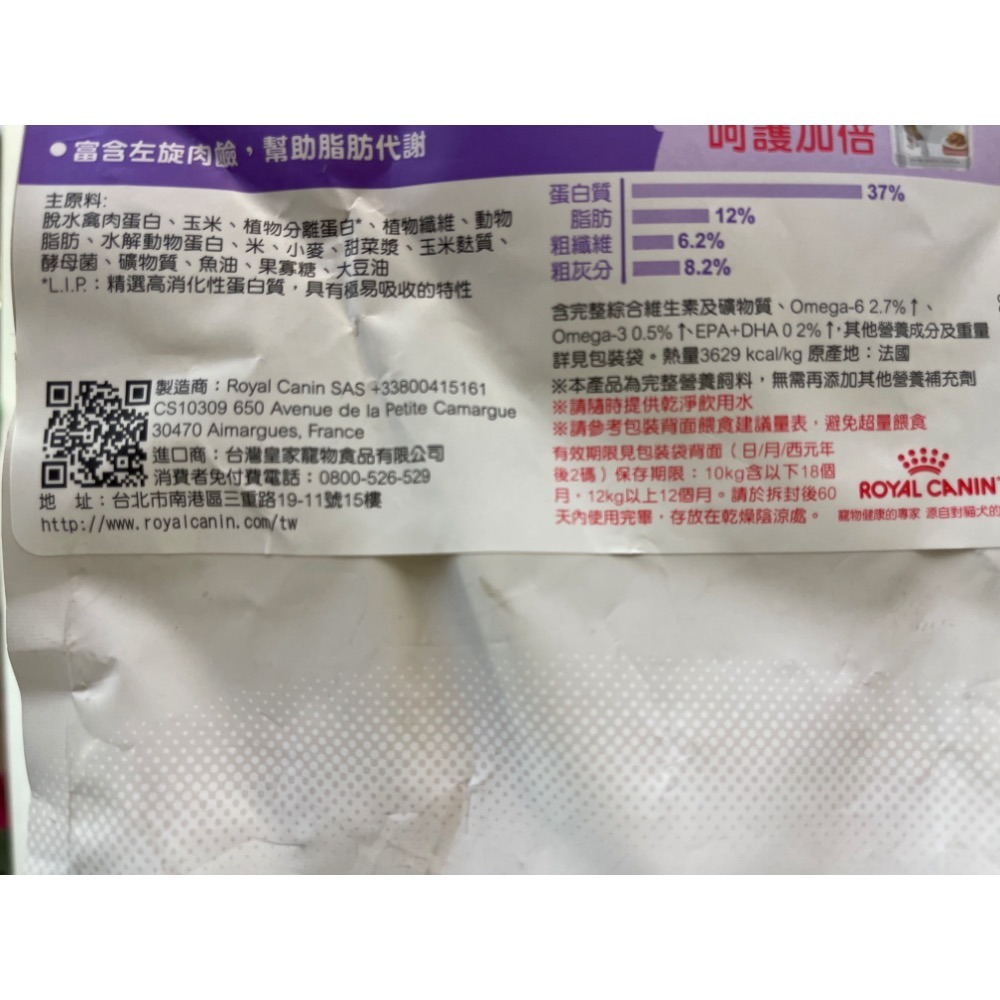 ●富含左旋肉鹼，幫助脂肪代謝
呵護加倍
主原料:
脫水禽肉蛋白、玉米、植物分離蛋白*、植物纖維、動物
脂肪、水解動物蛋白、米、小麥、甜菜漿、玉米麩質、
酵母菌、礦物質、魚油、果寡糖、大豆油
*L.I.P.：精選高消化性蛋白質，具有極易吸收的特性
製造商：Royal Canin SAS +33800415161
CS10309 650 Avenue de la Petite Camargue
30470 Aimargues, France
進口商：台灣皇家寵物食品有限公司
消費者免付費電話：0800-526-529
地　址：台北市南港區三重路19-11號15樓
http://www.royalcanin.com/tw
蛋白質 37%
脂肪 12%
粗纖維 6.2%
粗灰分 8.2%
含完整綜合維生素及礦物質、Omega-6 2.7%↑、
Omega-3 0.5%↑、EPA+DHA 0 2%↑，其他營養成分及重量
詳見包裝袋。熱量3629 kcal/kg 原產地：法國
※本產品為完整營養飼料，無需再添加其他營養補充劑
※請隨時提供乾淨飲用水
※請參考包裝背面餵食建議量表，避免超量餵食
有效期限見包裝袋背面（日/月/西元年
後2碼）保存期限：10kg含以下18個
月，12kg以上12個月。請於拆封後60
天內使用完畢，存放在乾燥陰涼處。
ROYAL CANIN
寵物健康的專家 源自對貓犬的